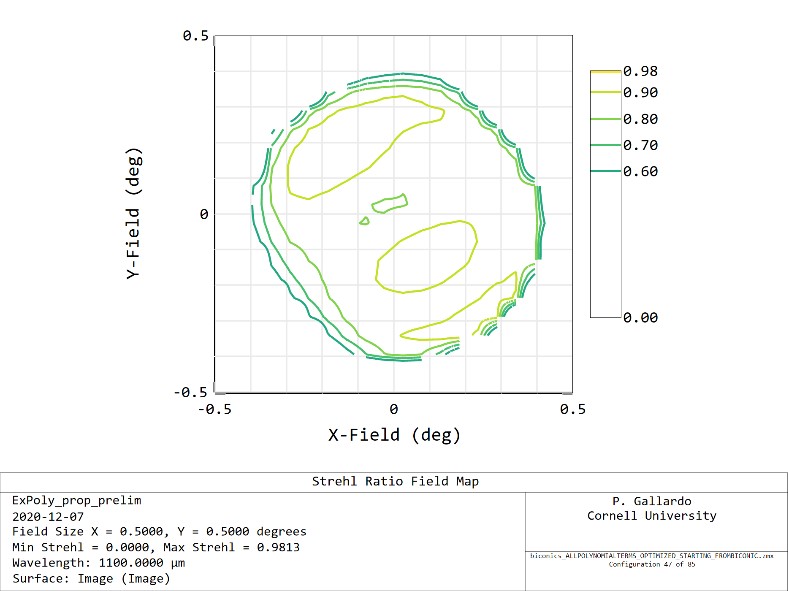 0.5
0
-0.5
Y-Field (deg)
-0.5 0 0.5
X-Field (deg)
0.98
0.90
0.80
0.70
0.60
0.00
Strehl Ratio Field Map
ExPoly_prop_prelim
2020-12-07
Field Size X = 0.5000, Y = 0.5000 degrees
Min Strehl = 0.0000, Max Strehl = 0.9813
Wavelength: 1100.0000 µm
Surface: Image (Image)
P. Gallardo
Cornell University
biconics_ALLPOLYNOMIALTERMS_OPTIMIZED_STARTING_FROMBICONIC.zmx
Configuration 47 of 85